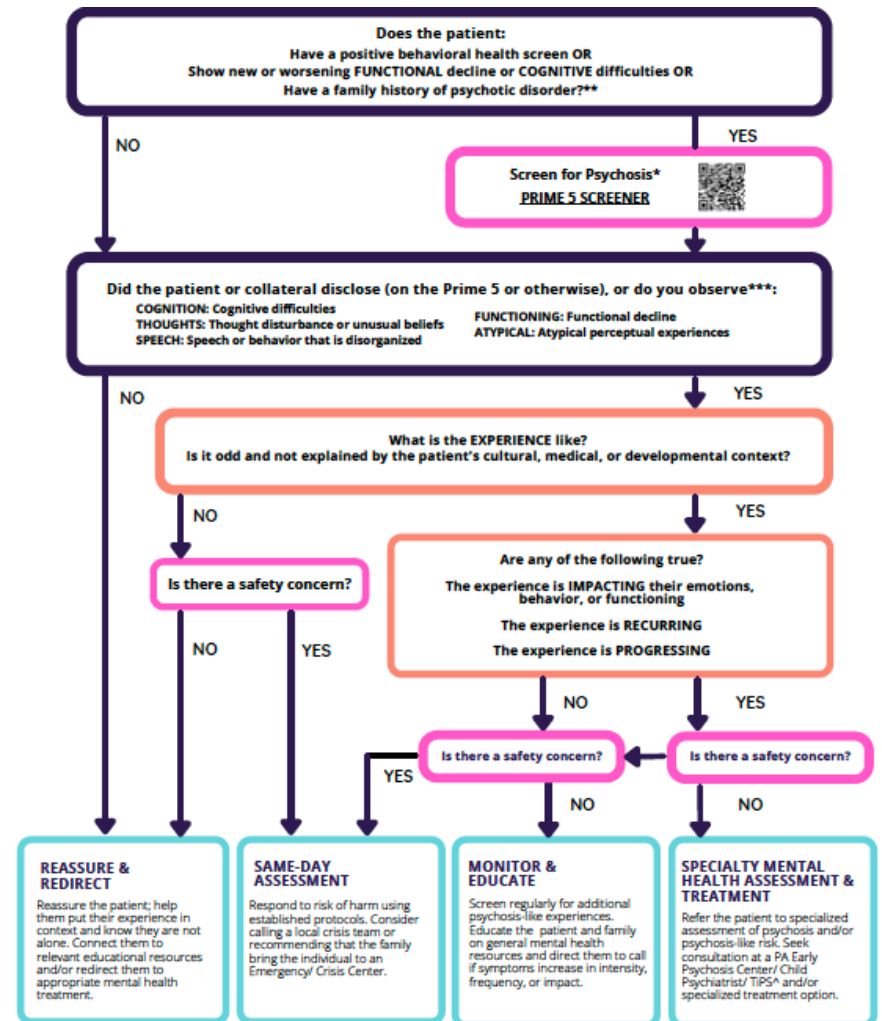 Does the patient:
Have a positive behavioral health screen OR
Show new or worsening FUNCTIONAL decline or COGNITIVE difficulties OR
Have a family history of psychotic disorder?**
NO
YES
Screen for Psychosis*
PRIME 5 SCREENER
Did the patient or collateral disclose (on the Prime 5 or otherwise), or do you observe***:
COGNITION: Cognitive difficulties
THOUGHTS: Thought disturbance or unusual beliefs
SPEECH: Speech or behavior that is disorganized
FUNCTIONING: Functional decline
ATYPICAL: Atypical perceptual experiences
NO
YES
What is the EXPERIENCE like?
Is it odd and not explained by the patient's cultural, medical, or developmental context?
NO
YES
Is there a safety concern?
Are any of the following true?
The experience is IMPACTING their emotions,
behavior, or functioning
The experience is RECURRING
The experience is PROGRESSING
NO
YES
NO
YES
Is there a safety concern?
Is there a safety concern?
YES
NO
NO
REASSURE &
REDIRECT
Reassure the patient; help
them put their experience in
context and know they are not
alone. Connect them to
relevant educational resources
and/or redirect them to
appropriate mental health
treatment.
SAME-DAY
ASSESSMENT
Respond to risk of harm using
established protocols. Consider
calling a local crisis team or
recommending that the family
bring the individual to an
Emergency/ Crisis Center.
MONITOR &
EDUCATE
Screen regularly for additional
psychosis-like experiences.
Educate the patient and family
on general mental health
resources and direct them to call
if symptoms increase in intensity,
frequency, or impact.
SPECIALTY MENTAL
HEALTH ASSESSMENT &
TREATMENT
Refer the patient to specialized
assessment of psychosis and/or
psychosis-like risk. Seek
consultation at a PA Early
Psychosis Center/ Child
Psychiatrist/ TiPS^ and/or
specialized treatment option.